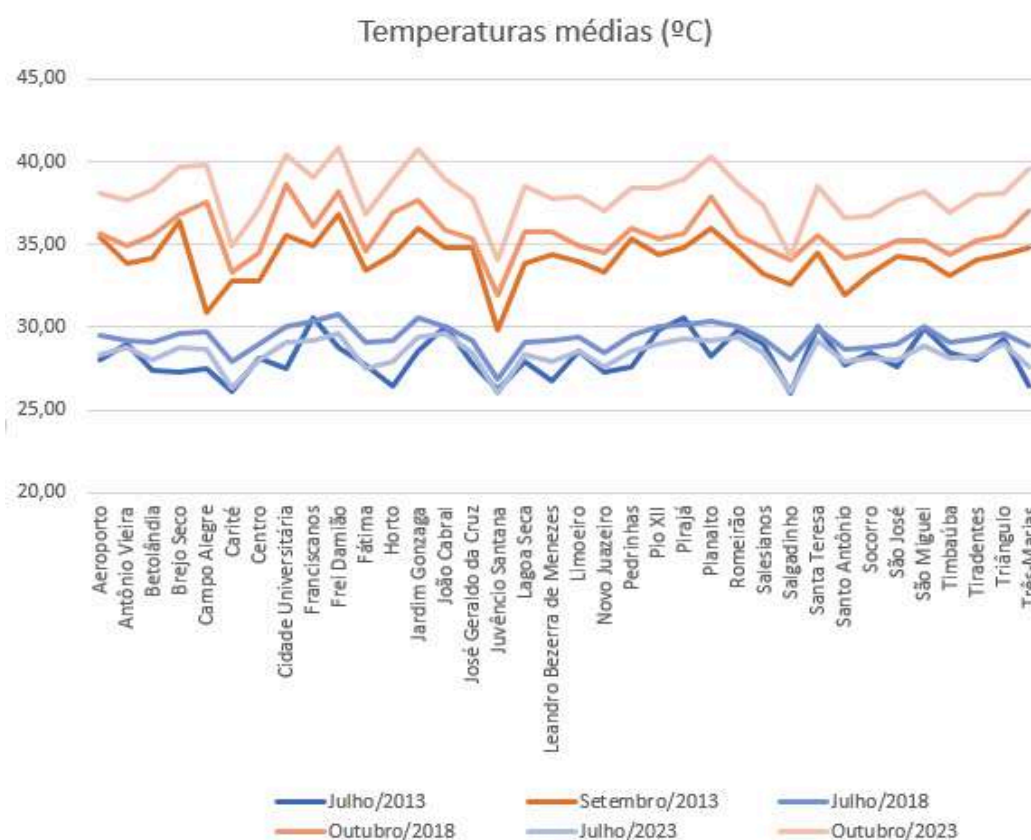 Temperaturas médias (ºC)
45,00
40,00
35,00
30,00
25,00
20,00
Aeroporto
Antônio Vieira
Betolândia
Brejo Seco
Campo Alegre
Carité
Centro
Cidade Universitária
Franciscanos
Frei Damião
Fátima
Horto
Jardim Gonzaga
João Cabral
José Geraldo da Cruz
Juvêncio Santana
Lagoa Seca
Leandro Bezerra de Menezes
Limoeiro
Novo Juazeiro
Pedrinhas
Pio XII
Pirajá
Planalto
Romeirão
Salesianos
Salgadinho
Santa Teresa
Santo Antônio
Socorro
São José
São Miguel
Timbaúba
Tiradentes
Triângulo
Três-Marias
Julho/2013 Setembro/2013 Julho/2018
Outubro/2018 Julho/2023 Outubro/2023